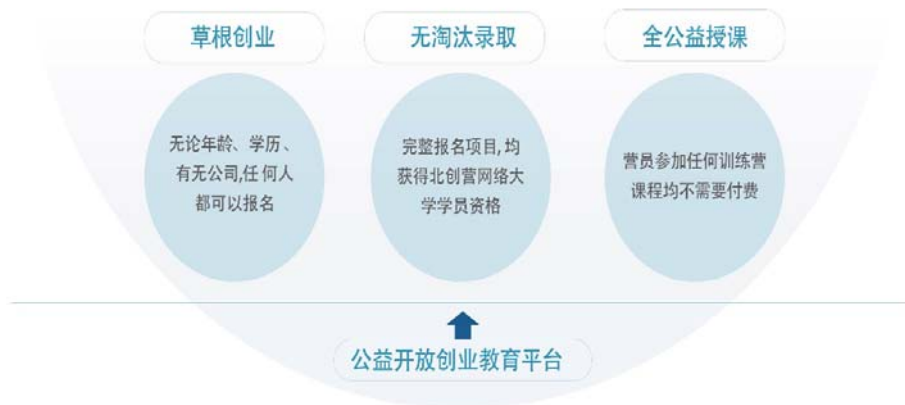 草根创业
无淘汰录取
全公益授课
无论年龄、学历、
有无公司,任何人
都可以报名
完整报名项目,均
获得北创营网络大
学学员资格
营员参加任何训练营
课程均不需要付费
公益开放创业教育平台